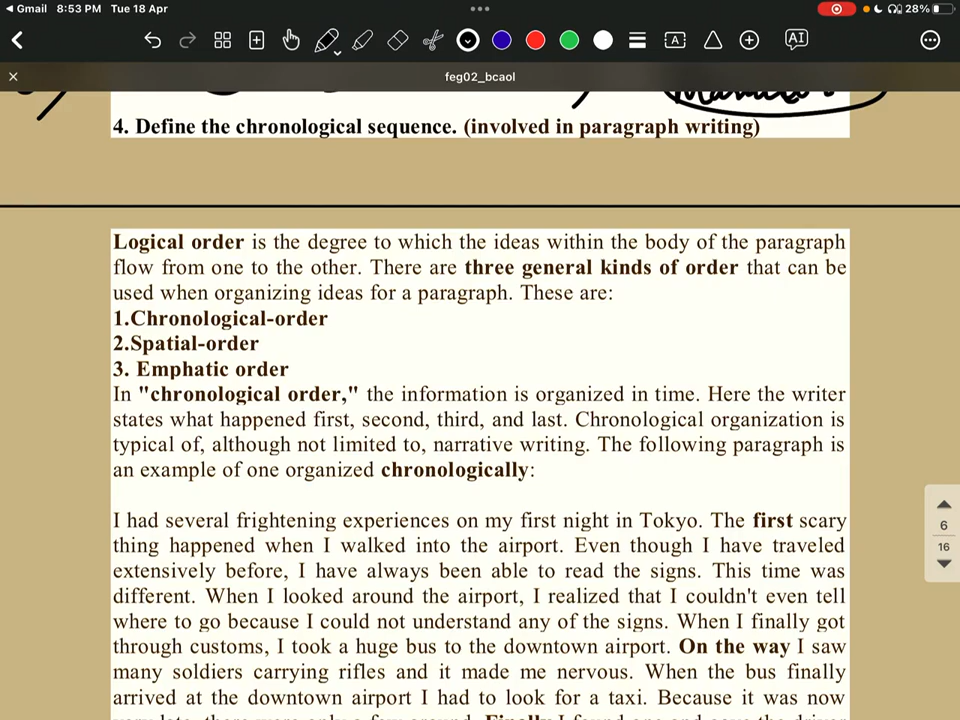 Gmail 8:53 PM Tue 18 Apr 28%
A AI
feg02_bcaol
4. Define the chronological sequence. (involved in paragraph writing)
Logical order is the degree to which the ideas within the body of the paragraph
flow from one to the other. There are three general kinds of order that can be
used when organizing ideas for a paragraph. These are:
1.Chronological-order
2.Spatial-order
3. Emphatic order
In "chronological order," the information is organized in time. Here the writer
states what happened first, second, third, and last. Chronological organization is
typical of, although not limited to, narrative writing. The following paragraph is
an example of one organized chronologically:
I had several frightening experiences on my first night in Tokyo. The first scary
thing happened when I walked into the airport. Even though I have traveled
extensively before, I have always been able to read the signs. This time was
different. When I looked around the airport, I realized that I couldn't even tell
where to go because I could not understand any of the signs. When I finally got
through customs, I took a huge bus to the downtown airport. On the way I saw
many soldiers carrying rifles and it made me nervous. When the bus finally
arrived at the downtown airport I had to look for a taxi. Because it was now
6
16